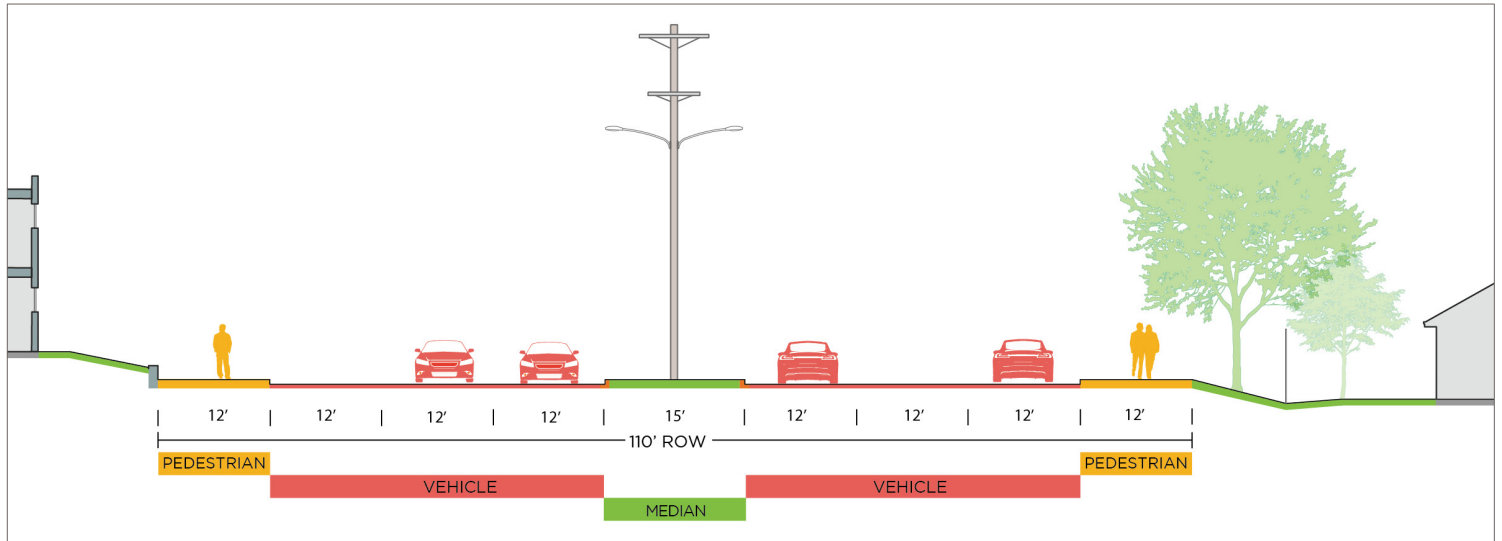 12’ 12’ 12’ 12’ 15’ 12’ 12’ 12’ 12’
110’ ROW
PEDESTRIAN PEDESTRIAN
VEHICLE VEHICLE
MEDIAN